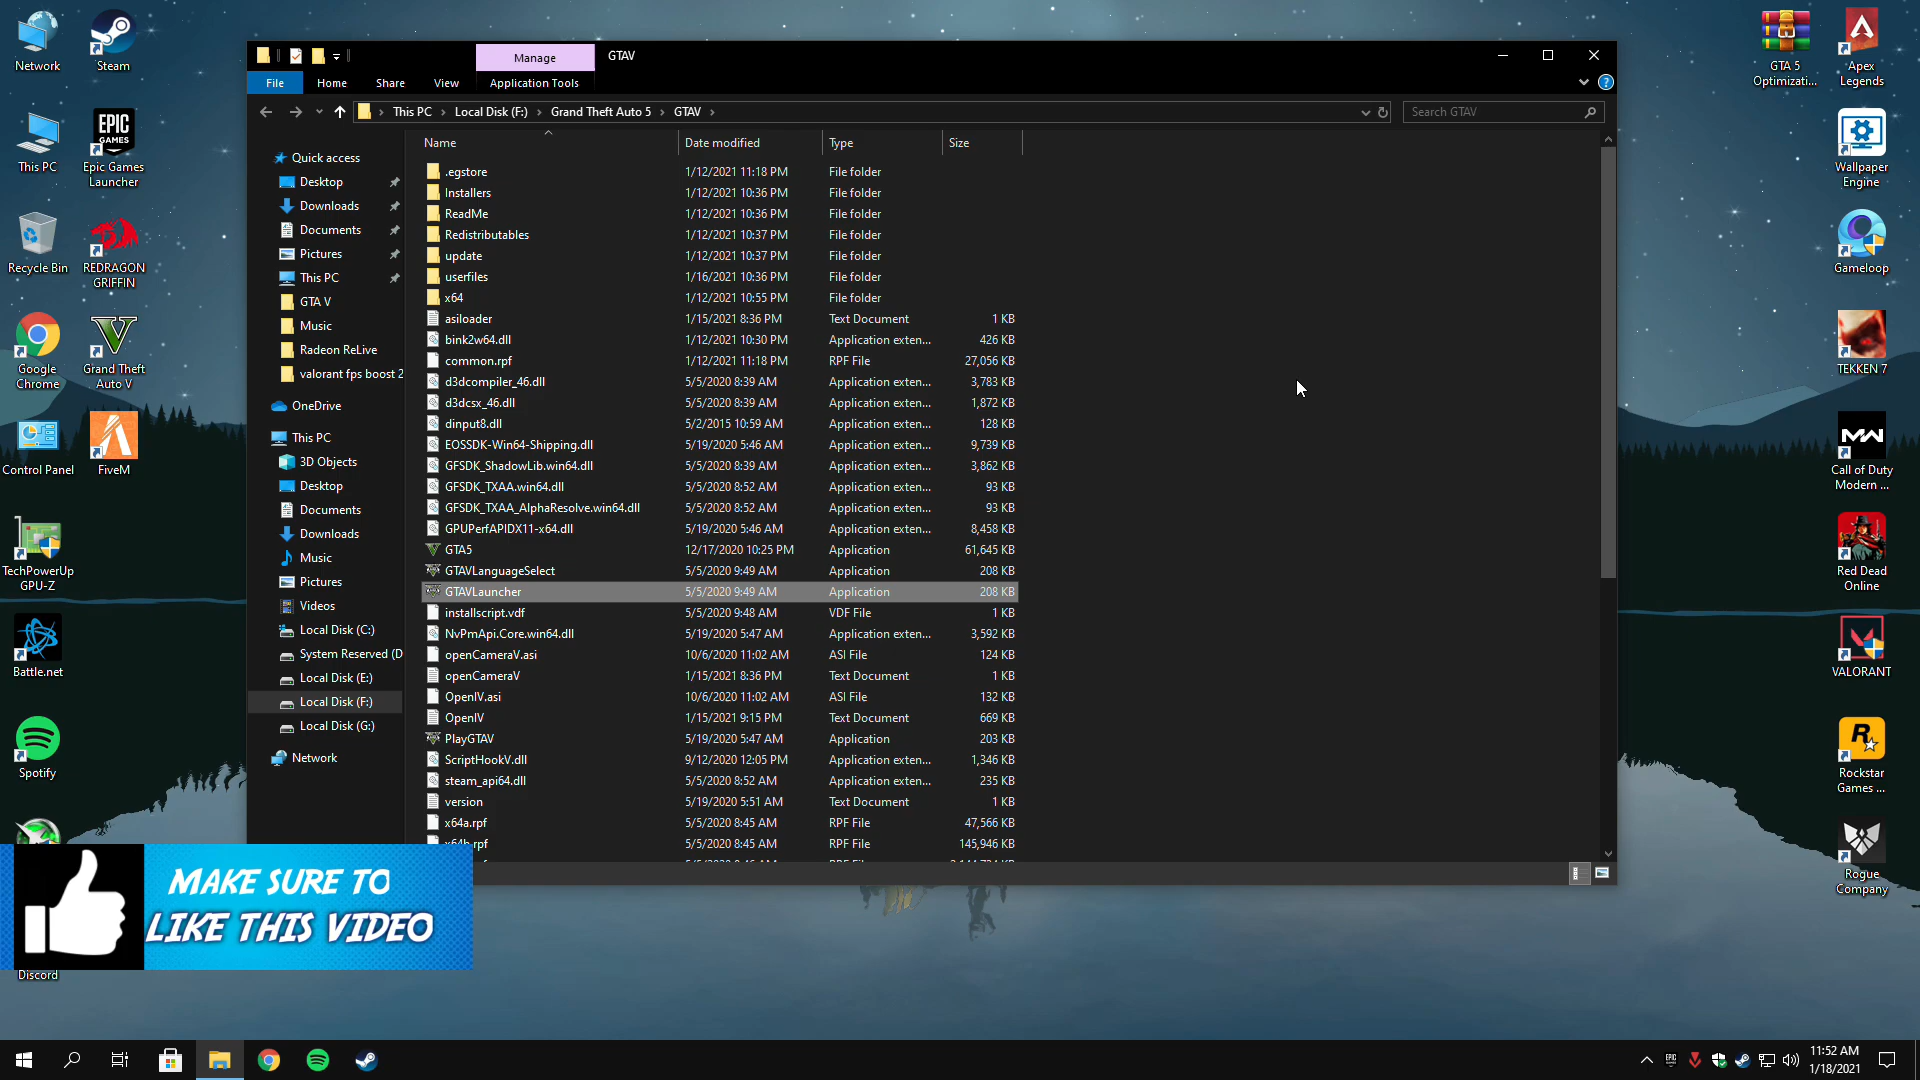 Network
Steam
This PC
Epic Games
Launcher
Recycle Bin
REDRAGON
GRIFFIN
Google
Chrome
Grand Theft
Auto V
Control Panel
FiveM
TechPowerUp
GPU-Z
Battle.net
Spotify
Discord
EPIC
GAMES
Manage
GTAV
File
Home
Share
View
Application Tools
This PC
Local Disk (F:)
Grand Theft Auto 5
GTAV
Search GTAV
Quick access
Desktop
Downloads
Documents
Pictures
This PC
GTA V
Music
Radeon ReLive
valorant fps boost 2
OneDrive
This PC
3D Objects
Desktop
Documents
Downloads
Music
Pictures
Videos
Local Disk (C:)
System Reserved (D
Local Disk (E:)
Local Disk (F:)
Local Disk (G:)
Network
Name Date modified Type Size
.egstore 1/12/2021 11:18 PM File folder
Installers 1/12/2021 10:36 PM File folder
ReadMe 1/12/2021 10:36 PM File folder
Redistributables 1/12/2021 10:37 PM File folder
update 1/12/2021 10:37 PM File folder
userfiles 1/16/2021 10:36 PM File folder
x64 1/12/2021 10:55 PM File folder
asiloader 1/15/2021 8:36 PM Text Document 1 KB
bink2w64.dll 1/12/2021 10:30 PM Application exten... 426 KB
common.rpf 1/12/2021 11:18 PM RPF File 27,056 KB
d3dcompiler_46.dll 5/5/2020 8:39 AM Application exten... 3,783 KB
d3dcsx_46.dll 5/5/2020 8:39 AM Application exten... 1,872 KB
dinput8.dll 5/2/2015 10:59 AM Application exten... 128 KB
EOSSDK-Win64-Shipping.dll 5/19/2020 5:46 AM Application exten... 9,739 KB
GFSDK_ShadowLib.win64.dll 5/5/2020 8:39 AM Application exten... 3,862 KB
GFSDK_TXAA.win64.dll 5/5/2020 8:52 AM Application exten... 93 KB
GFSDK_TXAA_AlphaResolve.win64.dll 5/5/2020 8:52 AM Application exten... 93 KB
GPUPerfAPIDX11-x64.dll 5/19/2020 5:46 AM Application exten... 8,458 KB
GTA5 12/17/2020 10:25 PM Application 61,645 KB
GTAVLanguageSelect 5/5/2020 9:49 AM Application 208 KB
GTAVLauncher 5/5/2020 9:49 AM Application 208 KB
installscript.vdf 5/5/2020 9:48 AM VDF File 1 KB
NvPmApi.Core.win64.dll 5/19/2020 5:47 AM Application exten... 3,592 KB
openCameraV.asi 10/6/2020 11:02 AM ASI File 124 KB
openCameraV 1/15/2021 8:36 PM Text Document 1 KB
OpenIV.asi 10/6/2020 11:02 AM ASI File 132 KB
OpenIV 1/15/2021 9:15 PM Text Document 669 KB
PlayGTAV 5/19/2020 5:47 AM Application 203 KB
ScriptHookV.dll 9/12/2020 12:05 PM Application exten... 1,346 KB
steam_api64.dll 5/5/2020 8:52 AM Application exten... 235 KB
version 5/19/2020 5:51 AM Text Document 1 KB
x64a.rpf 5/5/2020 8:45 AM RPF File 47,566 KB
x64b.rpf 5/5/2020 8:45 AM RPF File 145,946 KB
MAKE SURE TO
LIKE THIS VIDEO
GTA 5
Optimizati...
Apex
Legends
Wallpaper
Engine
Gameloop
TEKKEN 7
Call of Duty
Modern ...
Red Dead
Online
VALORANT
Rockstar
Games ...
Rogue
Company
11:52 AM
1/18/2021